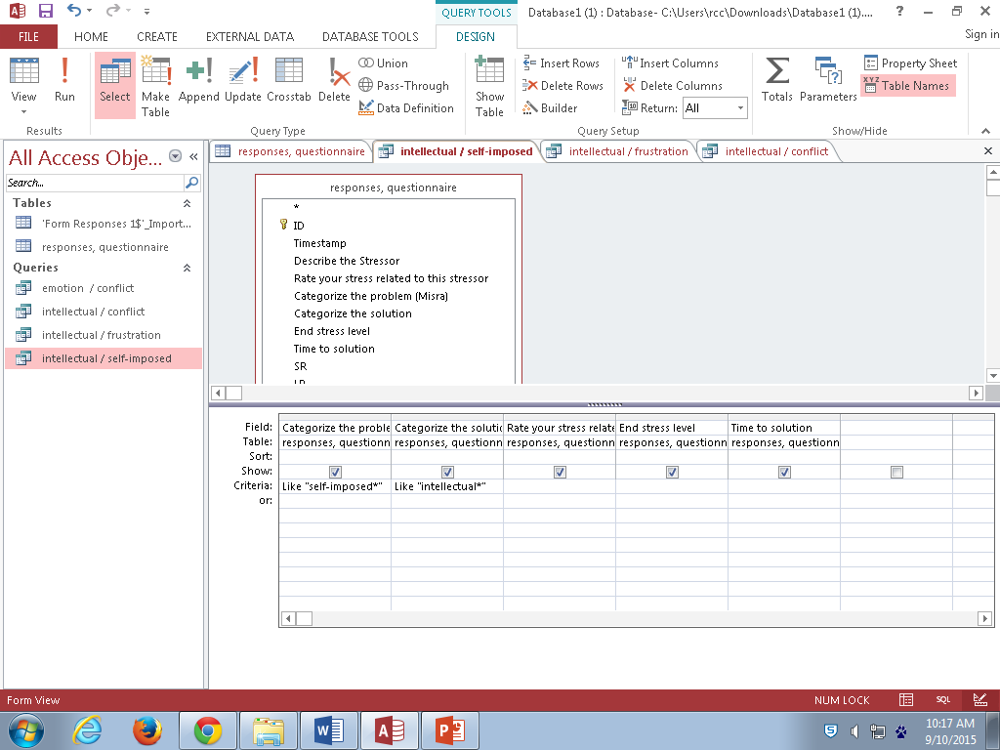 QUERY TOOLS
Database1 (1) : Database- C:\Users\rcc\Downloads\Database1 (1)....
FILE HOME CREATE EXTERNAL DATA DATABASE TOOLS DESIGN Sign in
View
Run
Results
Select
Make Table
Append
Update
Crosstab
Delete
Union
Pass-Through
Data Definition
Query Type
Show Table
Insert Rows
Delete Rows
Builder
Insert Columns
Delete Columns
Return: All
Query Setup
Totals
Parameters
Property Sheet
XYZ Table Names
Show/Hide
All Access Obje...
Search...
Tables
'Form Responses 1$'_Import...
responses, questionnaire
Queries
emotion / conflict
intellectual / conflict
intellectual / frustration
intellectual / self-imposed
responses, questionnaire
intellectual / self-imposed
intellectual / frustration
intellectual / conflict
responses, questionnaire
*
ID
Timestamp
Describe the Stressor
Rate your stress related to this stressor
Categorize the problem (Misra)
Categorize the solution
End stress level
Time to solution
SR
Field: Categorize the proble Categorize the solutio Rate your stress relate End stress level Time to solution
Table: responses, questionn responses, questionn responses, questionn responses, questionn responses, questionn
Sort:
Show:
Criteria: Like "self-imposed*" Like "intellectual*"
or:
Form View
NUM LOCK
SQL
10:17 AM
9/10/2015